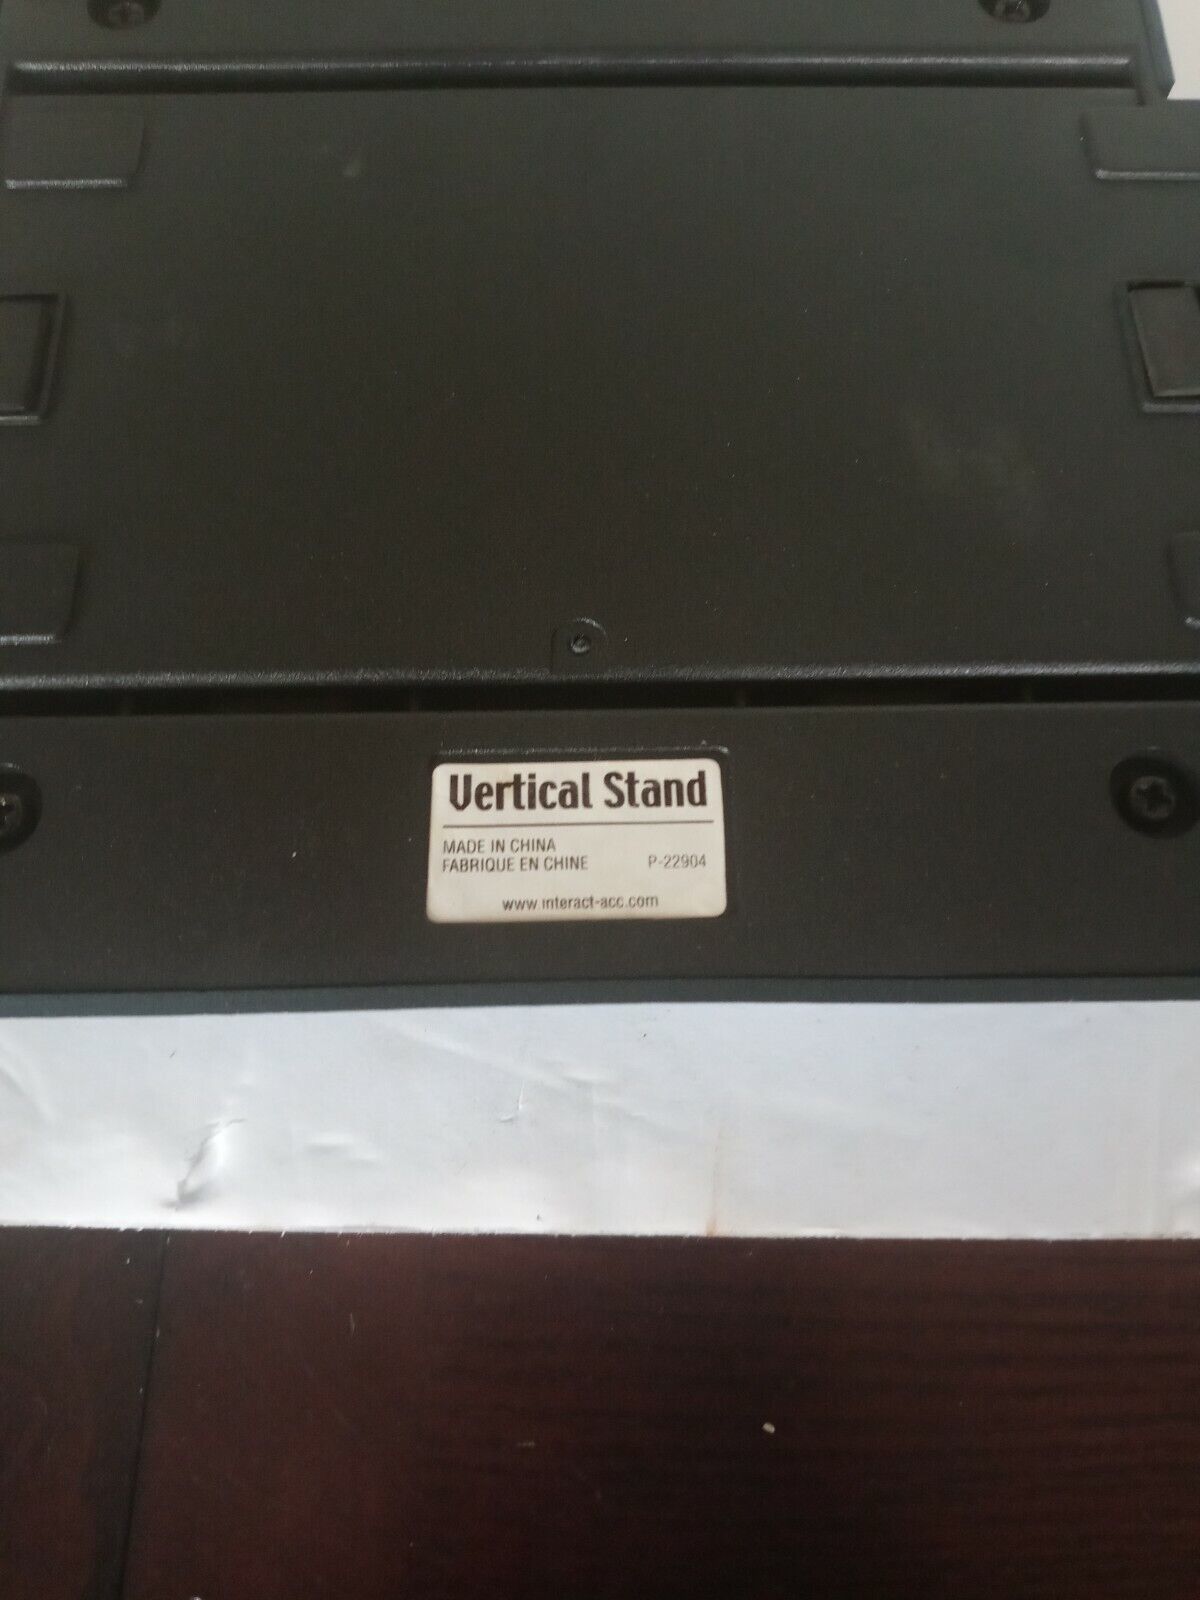 Vertical Stand
MADE IN CHINA
FABRIQUE EN CHINE P-22904
www.interact-acc.com